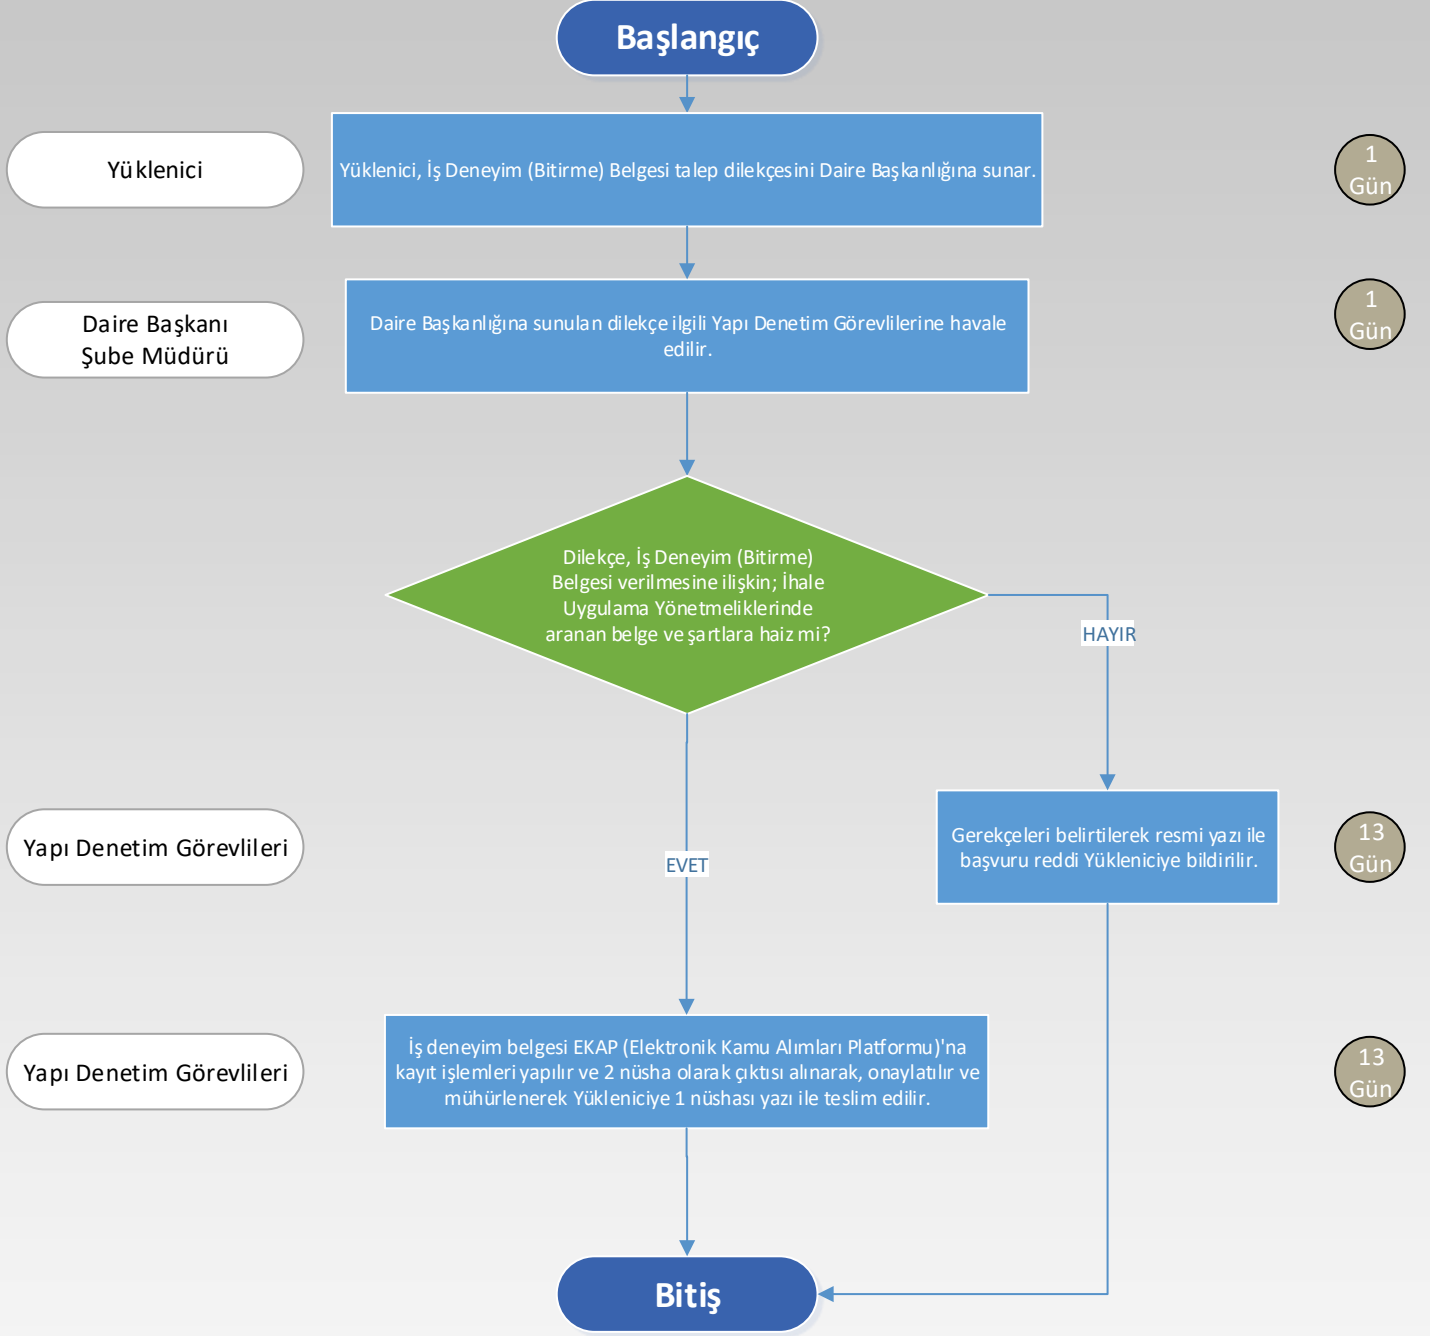 Başlangıç
Yüklenici
Yüklenici, İş Deneyim (Bitirme) Belgesi talep dilekçesini Daire Başkanlığına sunar.
1
Gün
Daire Başkanı
Şube Müdürü
Daire Başkanlığına sunulan dilekçe ilgili Yapı Denetim Görevlilerine havale
edilir.
1
Gün
Dilekçe, İş Deneyim (Bitirme)
Belgesi verilmesine ilişkin; İhale
Uygulama Yönetmeliklerinde
aranan belge ve şartlara haiz mi?
HAYIR
Yapı Denetim Görevlileri
EVET
Gerekçeleri belirtilerek resmi yazı ile
başvuru reddi Yükleniciye bildirilir.
13
Gün
Yapı Denetim Görevlileri
İş deneyim belgesi EKAP (Elektronik Kamu Alımları Platformu)'na
kayıt işlemleri yapılır ve 2 nüsha olarak çıktısı alınarak, onaylatılır ve
mühürlenerek Yükleniciye 1 nüshası yazı ile teslim edilir.
13
Gün
Bitiş